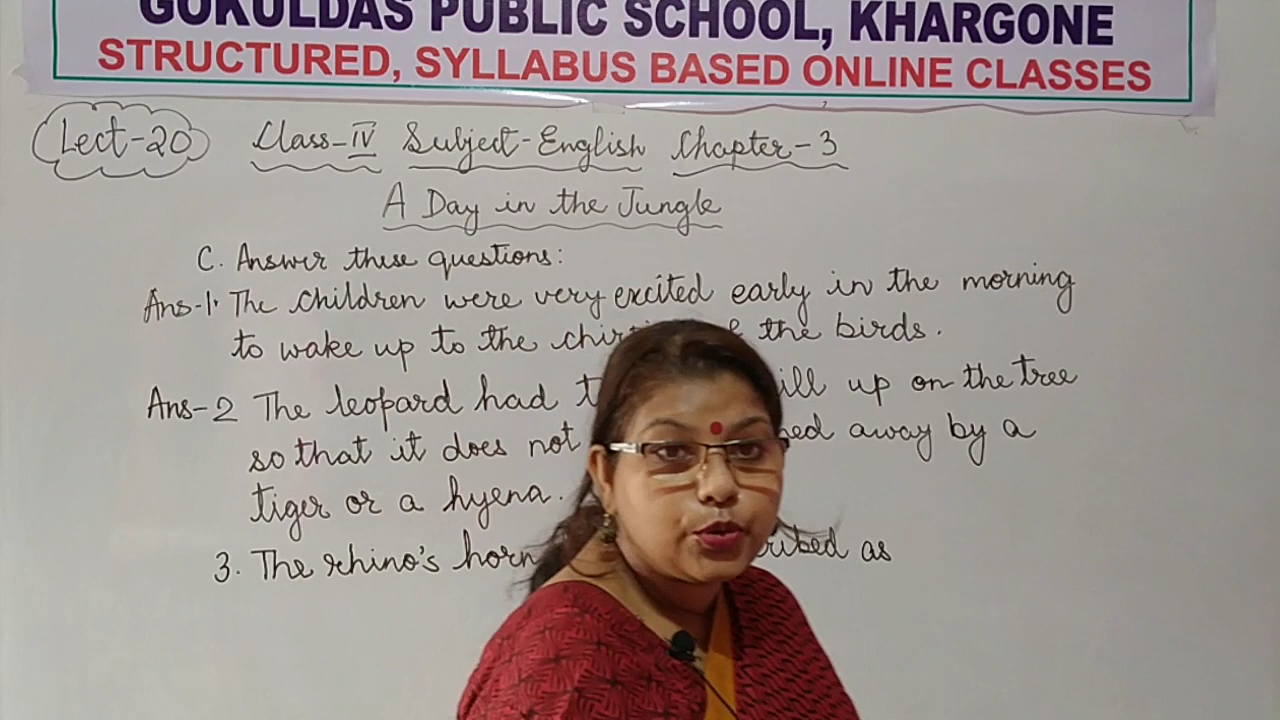 GOKULDAS PUBLIC SCHOOL, KHARGONE
STRUCTURED, SYLLABUS BASED ONLINE CLASSES
Lect-20 Class-IV Subject-English Chapter-3
A Day in the Jungle
C. Answer these questions:
Ans-1. The children were very excited early in the morning
to wake up to the the birds.
Ans-2 The leopard had up on the tree
so that it does not away by a
tiger or a hyena.
3. The rhino's horn as